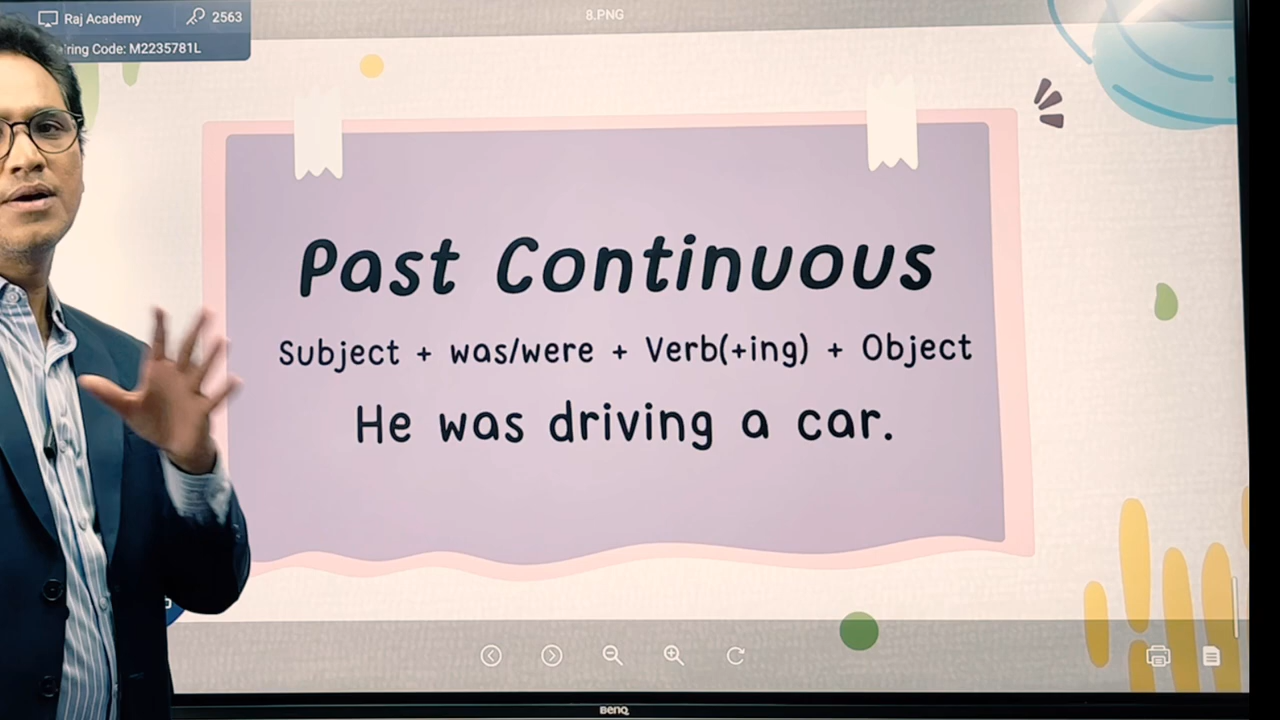 Raj Academy 2563
8.PNG
Pairing Code: M2235781L
Past Continuous
Subject + was/were + Verb(+ing) + Object
He was driving a car.
BenQ